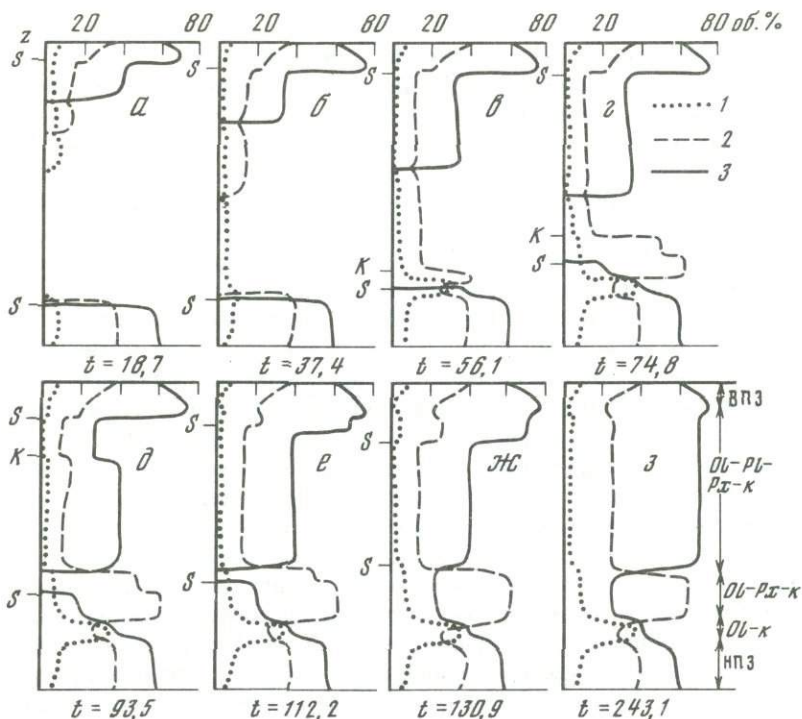 20 80 20 80 20 80 20 80 об.%
z
S S S S
а б в г
1
2
3
K K
S S S S
t = 18,7 t = 37,4 t = 56,1 t = 74,8
S S S
K
д е ж з
S S
ВПЗ
Ol-Pl-
Px-к
Ol-Px-к
Ol-к
НПЗ
t = 93,5 t = 112,2 t = 130,9 t = 243,1